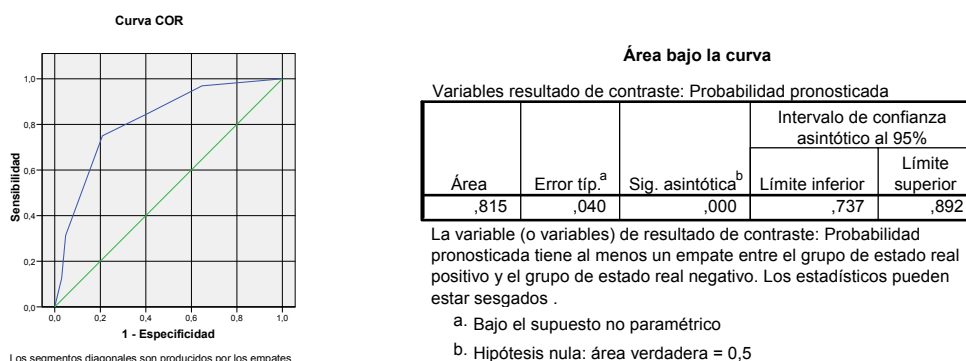 Curva COR
1,0
0,8
0,6
0,4
0,2
0,0
Sensibilidad
0,0 0,2 0,4 0,6 0,8 1,0
1 - Especificidad
Los segmentos diagonales son producidos por los empates
Área bajo la curva
Variables resultado de contraste: Probabilidad pronosticada
Intervalo de confianza
asintótico al 95%
Límite
Área Error típ.a Sig. asintóticab Límite inferior superior
,815 ,040 ,000 ,737 ,892
La variable (o variables) de resultado de contraste: Probabilidad
pronosticada tiene al menos un empate entre el grupo de estado real
positivo y el grupo de estado real negativo. Los estadísticos pueden
estar sesgados .
a. Bajo el supuesto no paramétrico
b. Hipótesis nula: área verdadera = 0,5